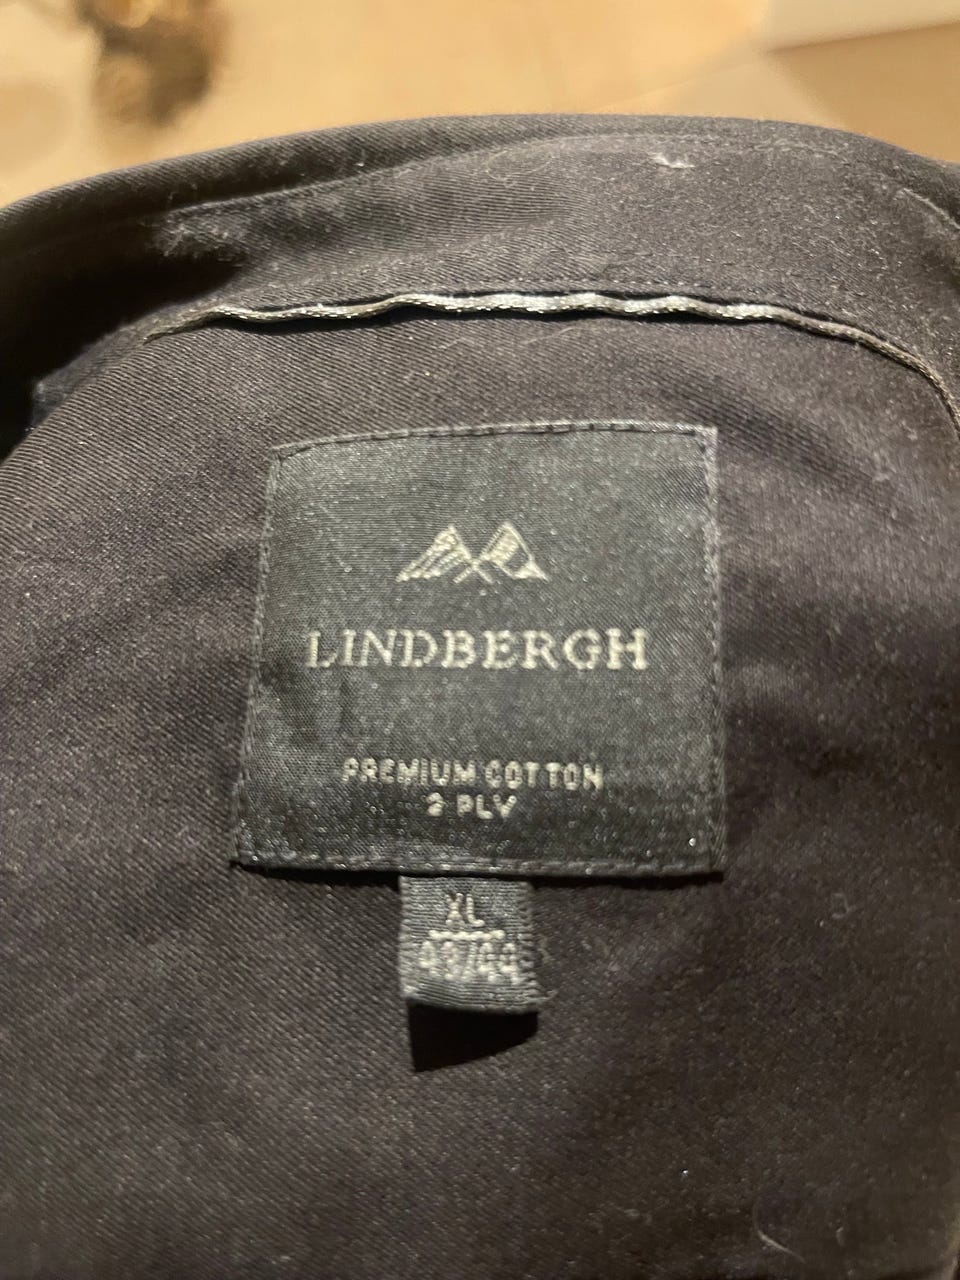 LINDBERGH
PREMIUM COTTON
2 PLY
XL
43/44